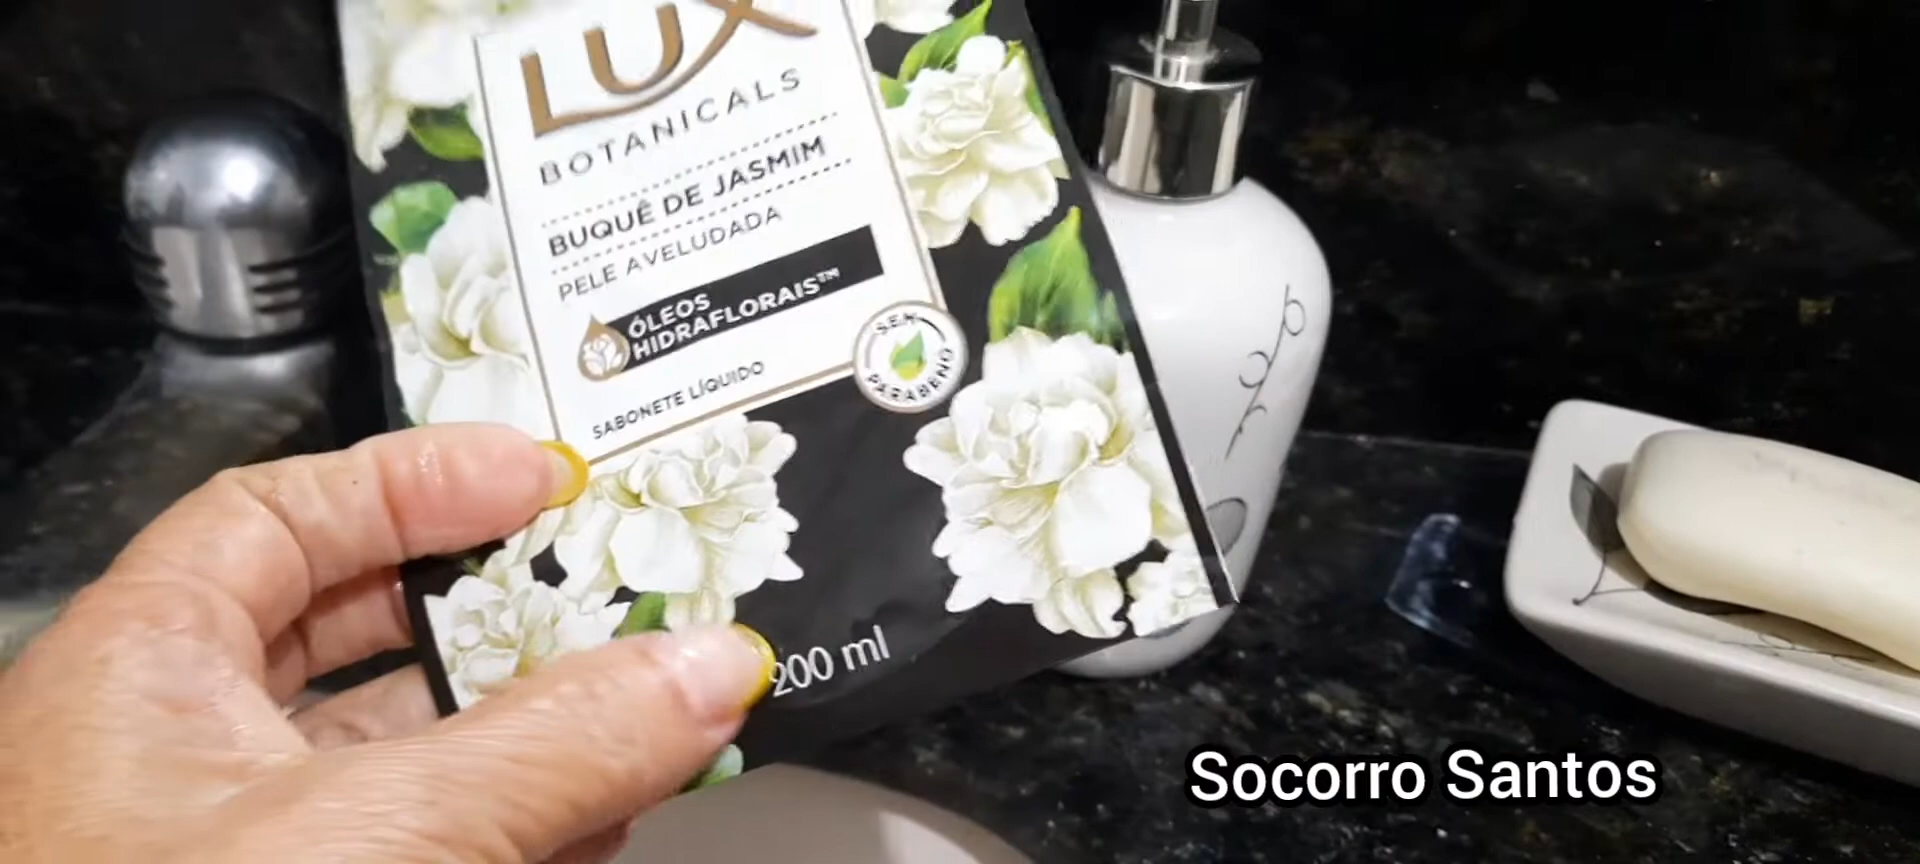 LUX
BOTANICALS
BUQUÊ DE JASMIM
PELE AVELUDADA
ÓLEOS
HIDRAFLORAIS™
SEM
PARABENO
SABONETE LÍQUIDO
200 ml
Socorro Santos